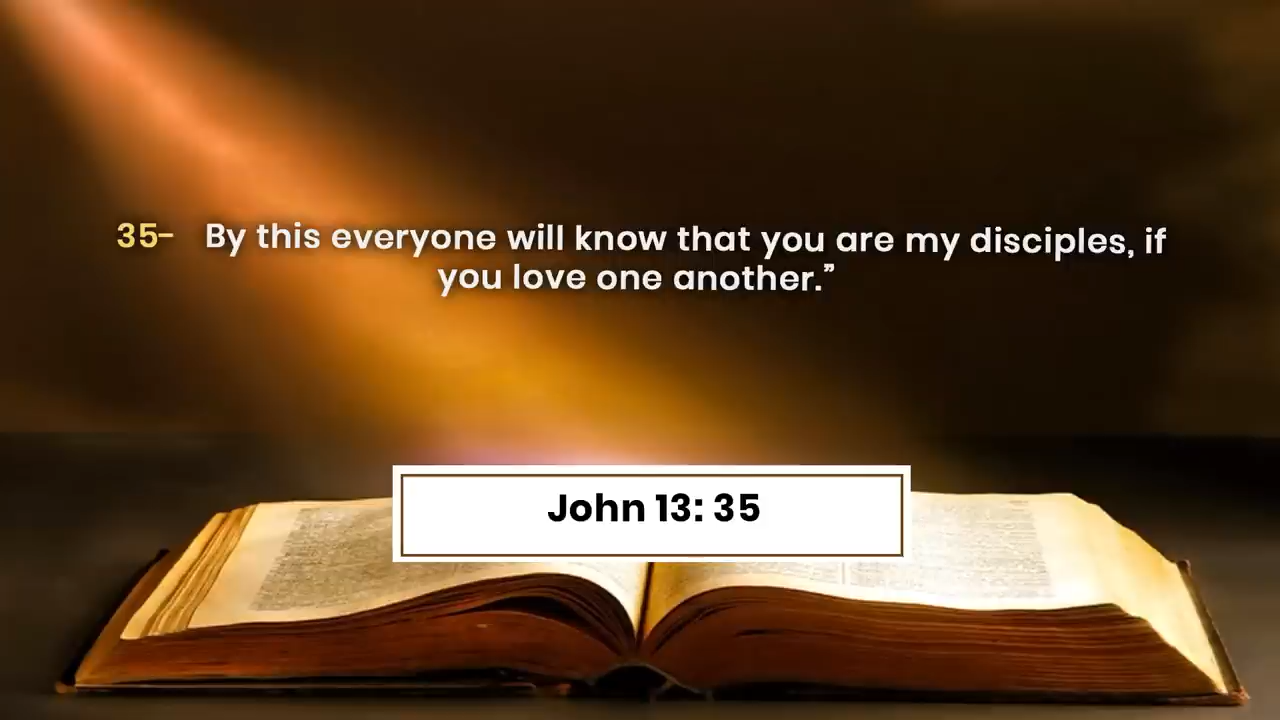 35- By this everyone will know that you are my disciples, if
you love one another.”
John 13: 35